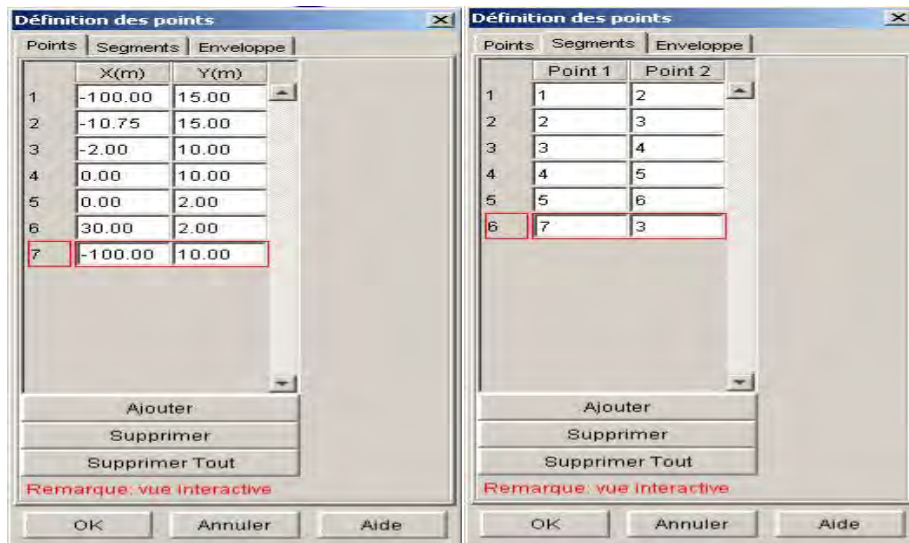 Définition des points
Points Segments Enveloppe
X(m) Y(m)
1 -100.00 15.00
2 -10.75 15.00
3 -2.00 10.00
4 0.00 10.00
5 0.00 2.00
6 30.00 2.00
7 -100.00 10.00
Ajouter
Supprimer
Supprimer Tout
Remarque: vue interactive
OK Annuler Aide
Définition des points
Points Segments Enveloppe
Point 1 Point 2
1 1 2
2 2 3
3 3 4
4 4 5
5 5 6
6 7 3
Ajouter
Supprimer
Supprimer Tout
Remarque: vue interactive
OK Annuler Aide